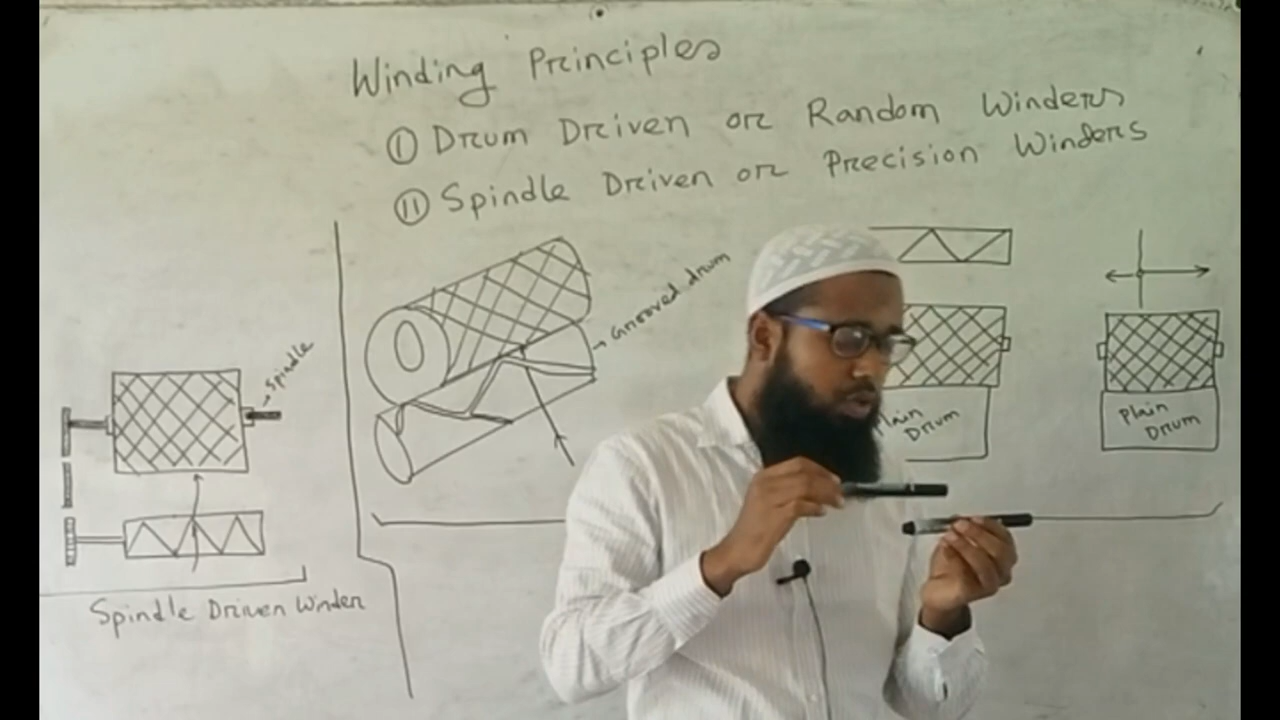 Winding Principles
① Drum Driven or Random Winders
② Spindle Driven or Precision Winders
Grooved drum
Spindle
Plain
Drum
Plain
Drum
Spindle Driven Winder